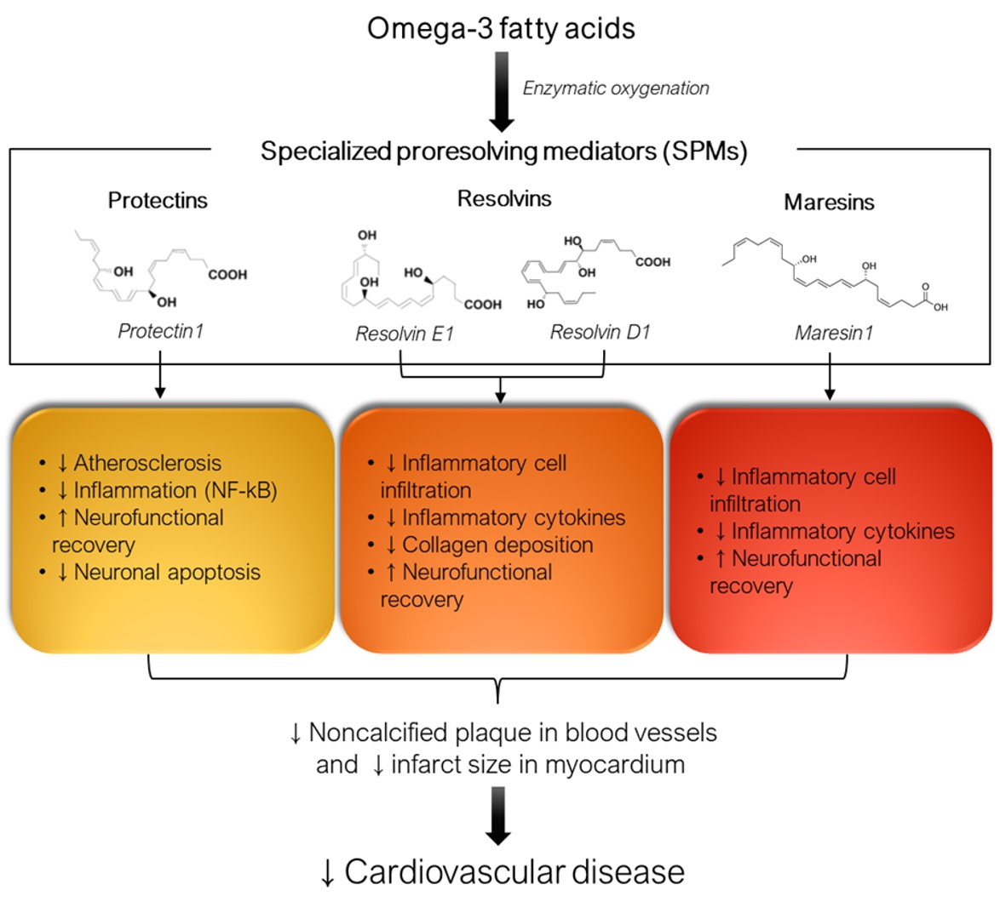 Omega-3 fatty acids
Enzymatic oxygenation
Specialized proresolving mediators (SPMs)
Protectins
Resolvins
Maresins
OH
COOH
OH
OH
OH
HO
COOH
HO
OH
COOH
HO
OH
OH
O
OH
Protectin1
Resolvin E1
Resolvin D1
Maresin1
• ↓ Atherosclerosis
• ↓ Inflammation (NF-kB)
• ↑ Neurofunctional
recovery
• ↓ Neuronal apoptosis
• ↓ Inflammatory cell
infiltration
• ↓ Inflammatory cytokines
• ↓ Collagen deposition
• ↑ Neurofunctional
recovery
• ↓ Inflammatory cell
infiltration
• ↓ Inflammatory cytokines
• ↑ Neurofunctional
recovery
↓ Noncalcified plaque in blood vessels
and ↓ infarct size in myocardium
↓ Cardiovascular disease